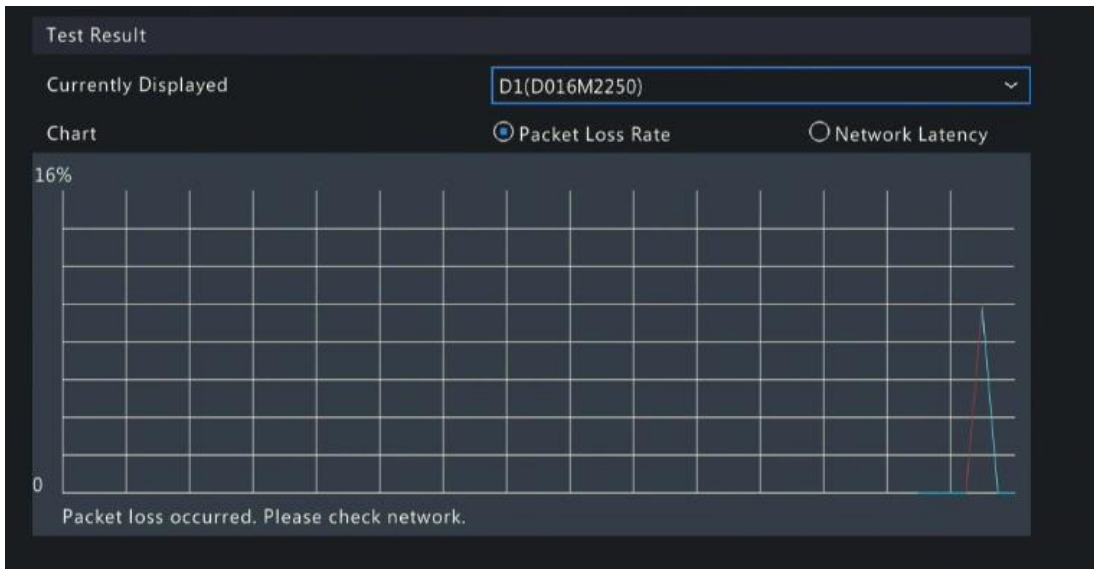 Test Result
Currently Displayed D1(D016M2250)
Chart Packet Loss Rate Network Latency
16%
0
Packet loss occurred. Please check network.